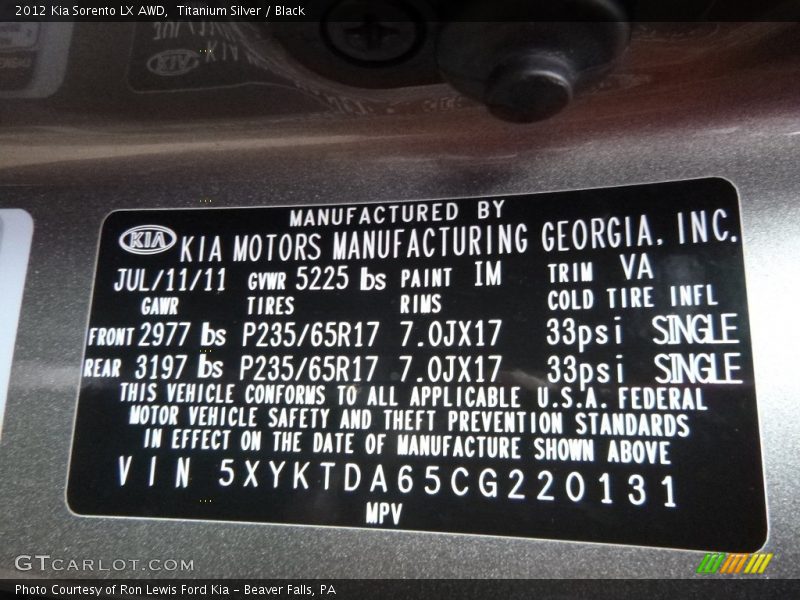 2012 Kia Sorento LX AWD,  Titanium Silver / Black
KIA
MANUFACTURED BY
KIA KIA MOTORS MANUFACTURING GEORGIA, INC.
JUL/11/11 GVWR 5225 lbs PAINT IM TRIM VA
GAWR TIRES RIMS COLD TIRE INFL
FRONT 2977 lbs P235/65R17 7.0JX17 33psi SINGLE
REAR 3197 lbs P235/65R17 7.0JX17 33psi SINGLE
THIS VEHICLE CONFORMS TO ALL APPLICABLE U.S.A. FEDERAL
MOTOR VEHICLE SAFETY AND THEFT PREVENTION STANDARDS
IN EFFECT ON THE DATE OF MANUFACTURE SHOWN ABOVE
VIN 5XYKTDA65CG220131
MPV
GTCARLOT.COM
Photo Courtesy of Ron Lewis Ford Kia – Beaver Falls, PA